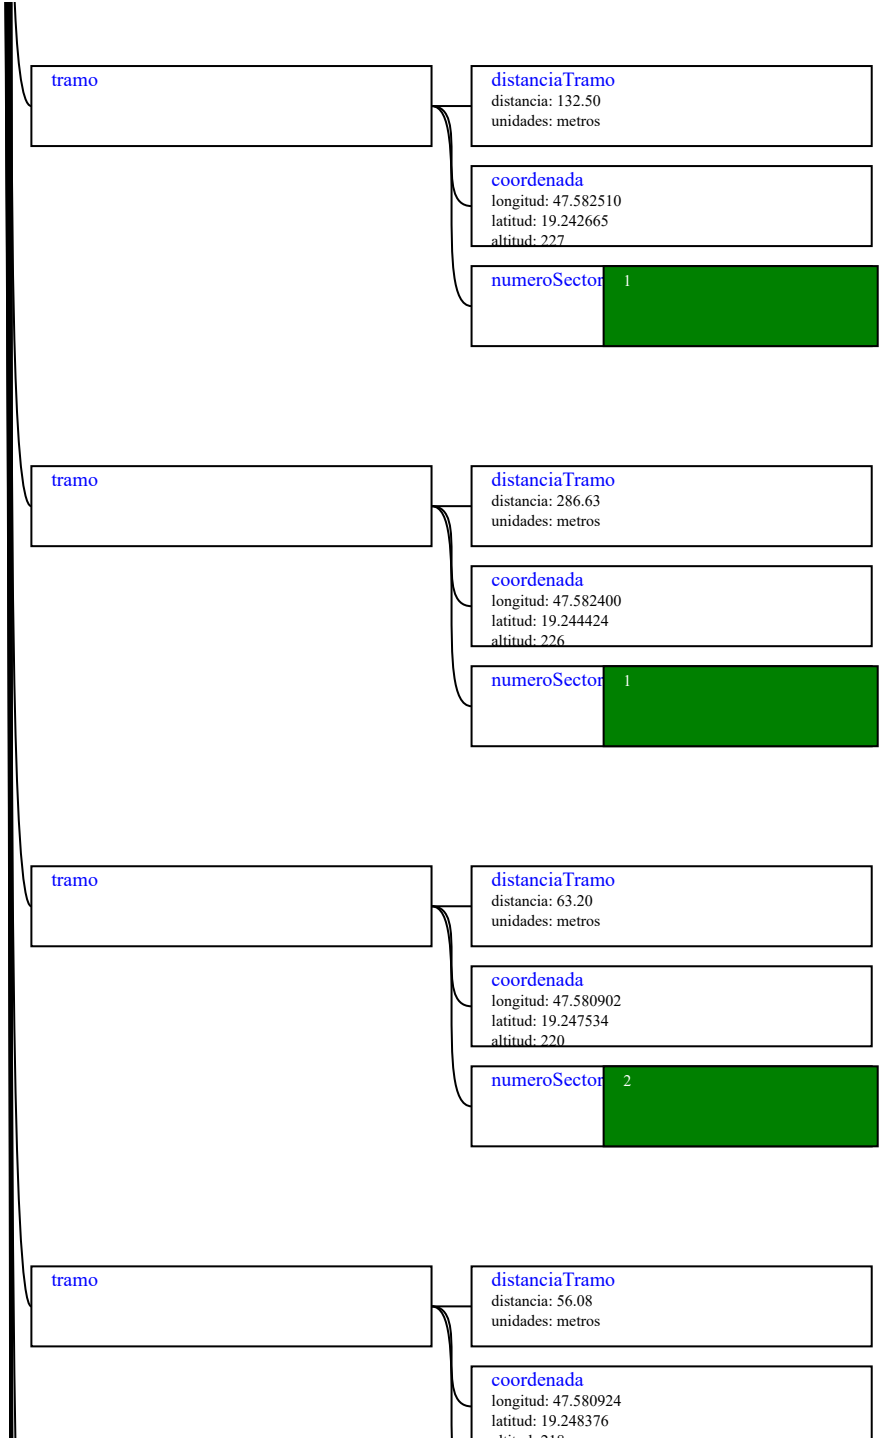 tramo
distanciaTramo
distancia: 132.50
unidades: metros
coordenada
longitud: 47.582510
latitud: 19.242665
altitud: 227
numeroSector 1
tramo
distanciaTramo
distancia: 286.63
unidades: metros
coordenada
longitud: 47.582400
latitud: 19.244424
altitud: 226
numeroSector 1
tramo
distanciaTramo
distancia: 63.20
unidades: metros
coordenada
longitud: 47.580902
latitud: 19.247534
altitud: 220
numeroSector 2
tramo
distanciaTramo
distancia: 56.08
unidades: metros
coordenada
longitud: 47.580924
latitud: 19.248376